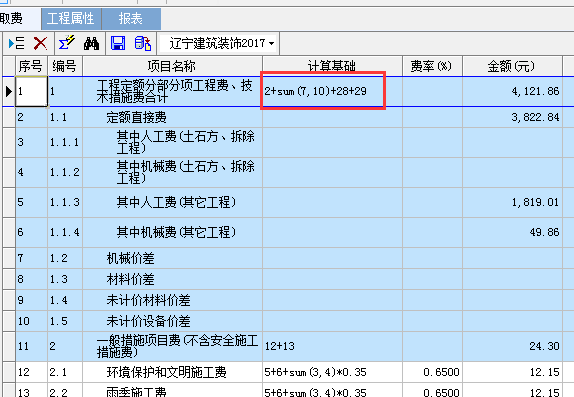 取费 工程属性 报表
辽宁建筑装饰2017
序号 编号 项目名称 计算基础 费率(%) 金额(元)
1 1 工程定额分部分项工程费、技 2+sum(7,10)+28+29 4,121.86
术措施费合计
2 1.1 定额直接费 3,822.84
3 1.1.1 其中人工费(土石方、拆除
工程)
4 1.1.2 其中机械费(土石方、拆除
工程)
5 1.1.3 其中人工费(其它工程) 1,819.01
6 1.1.4 其中机械费(其它工程) 49.86
7 1.2 机械价差
8 1.3 材料价差
9 1.4 未计价材料价差
10 1.5 未计价设备价差
11 2 一般措施项目费(不含安全施工 12+13 24.30
措施费)
12 2.1 环境保护和文明施工费 5+6+sum(3,4)*0.35 0.6500 12.15
13 2.2 雨季施工费 5+6+sum(3,4)*0.35 0.6500 12.15